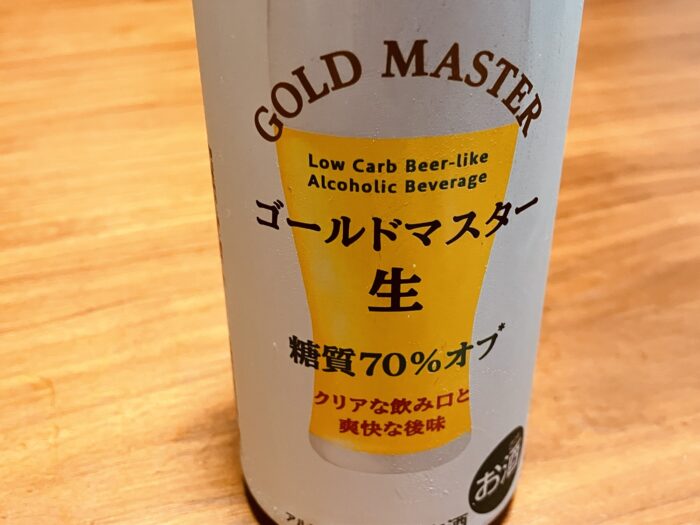 GOLD MASTER
Low Carb Beer-like
Alcoholic Beverage
ゴールドマスター
生
糖質70%オフ*
クリアな飲み口と
爽快な後味
お酒